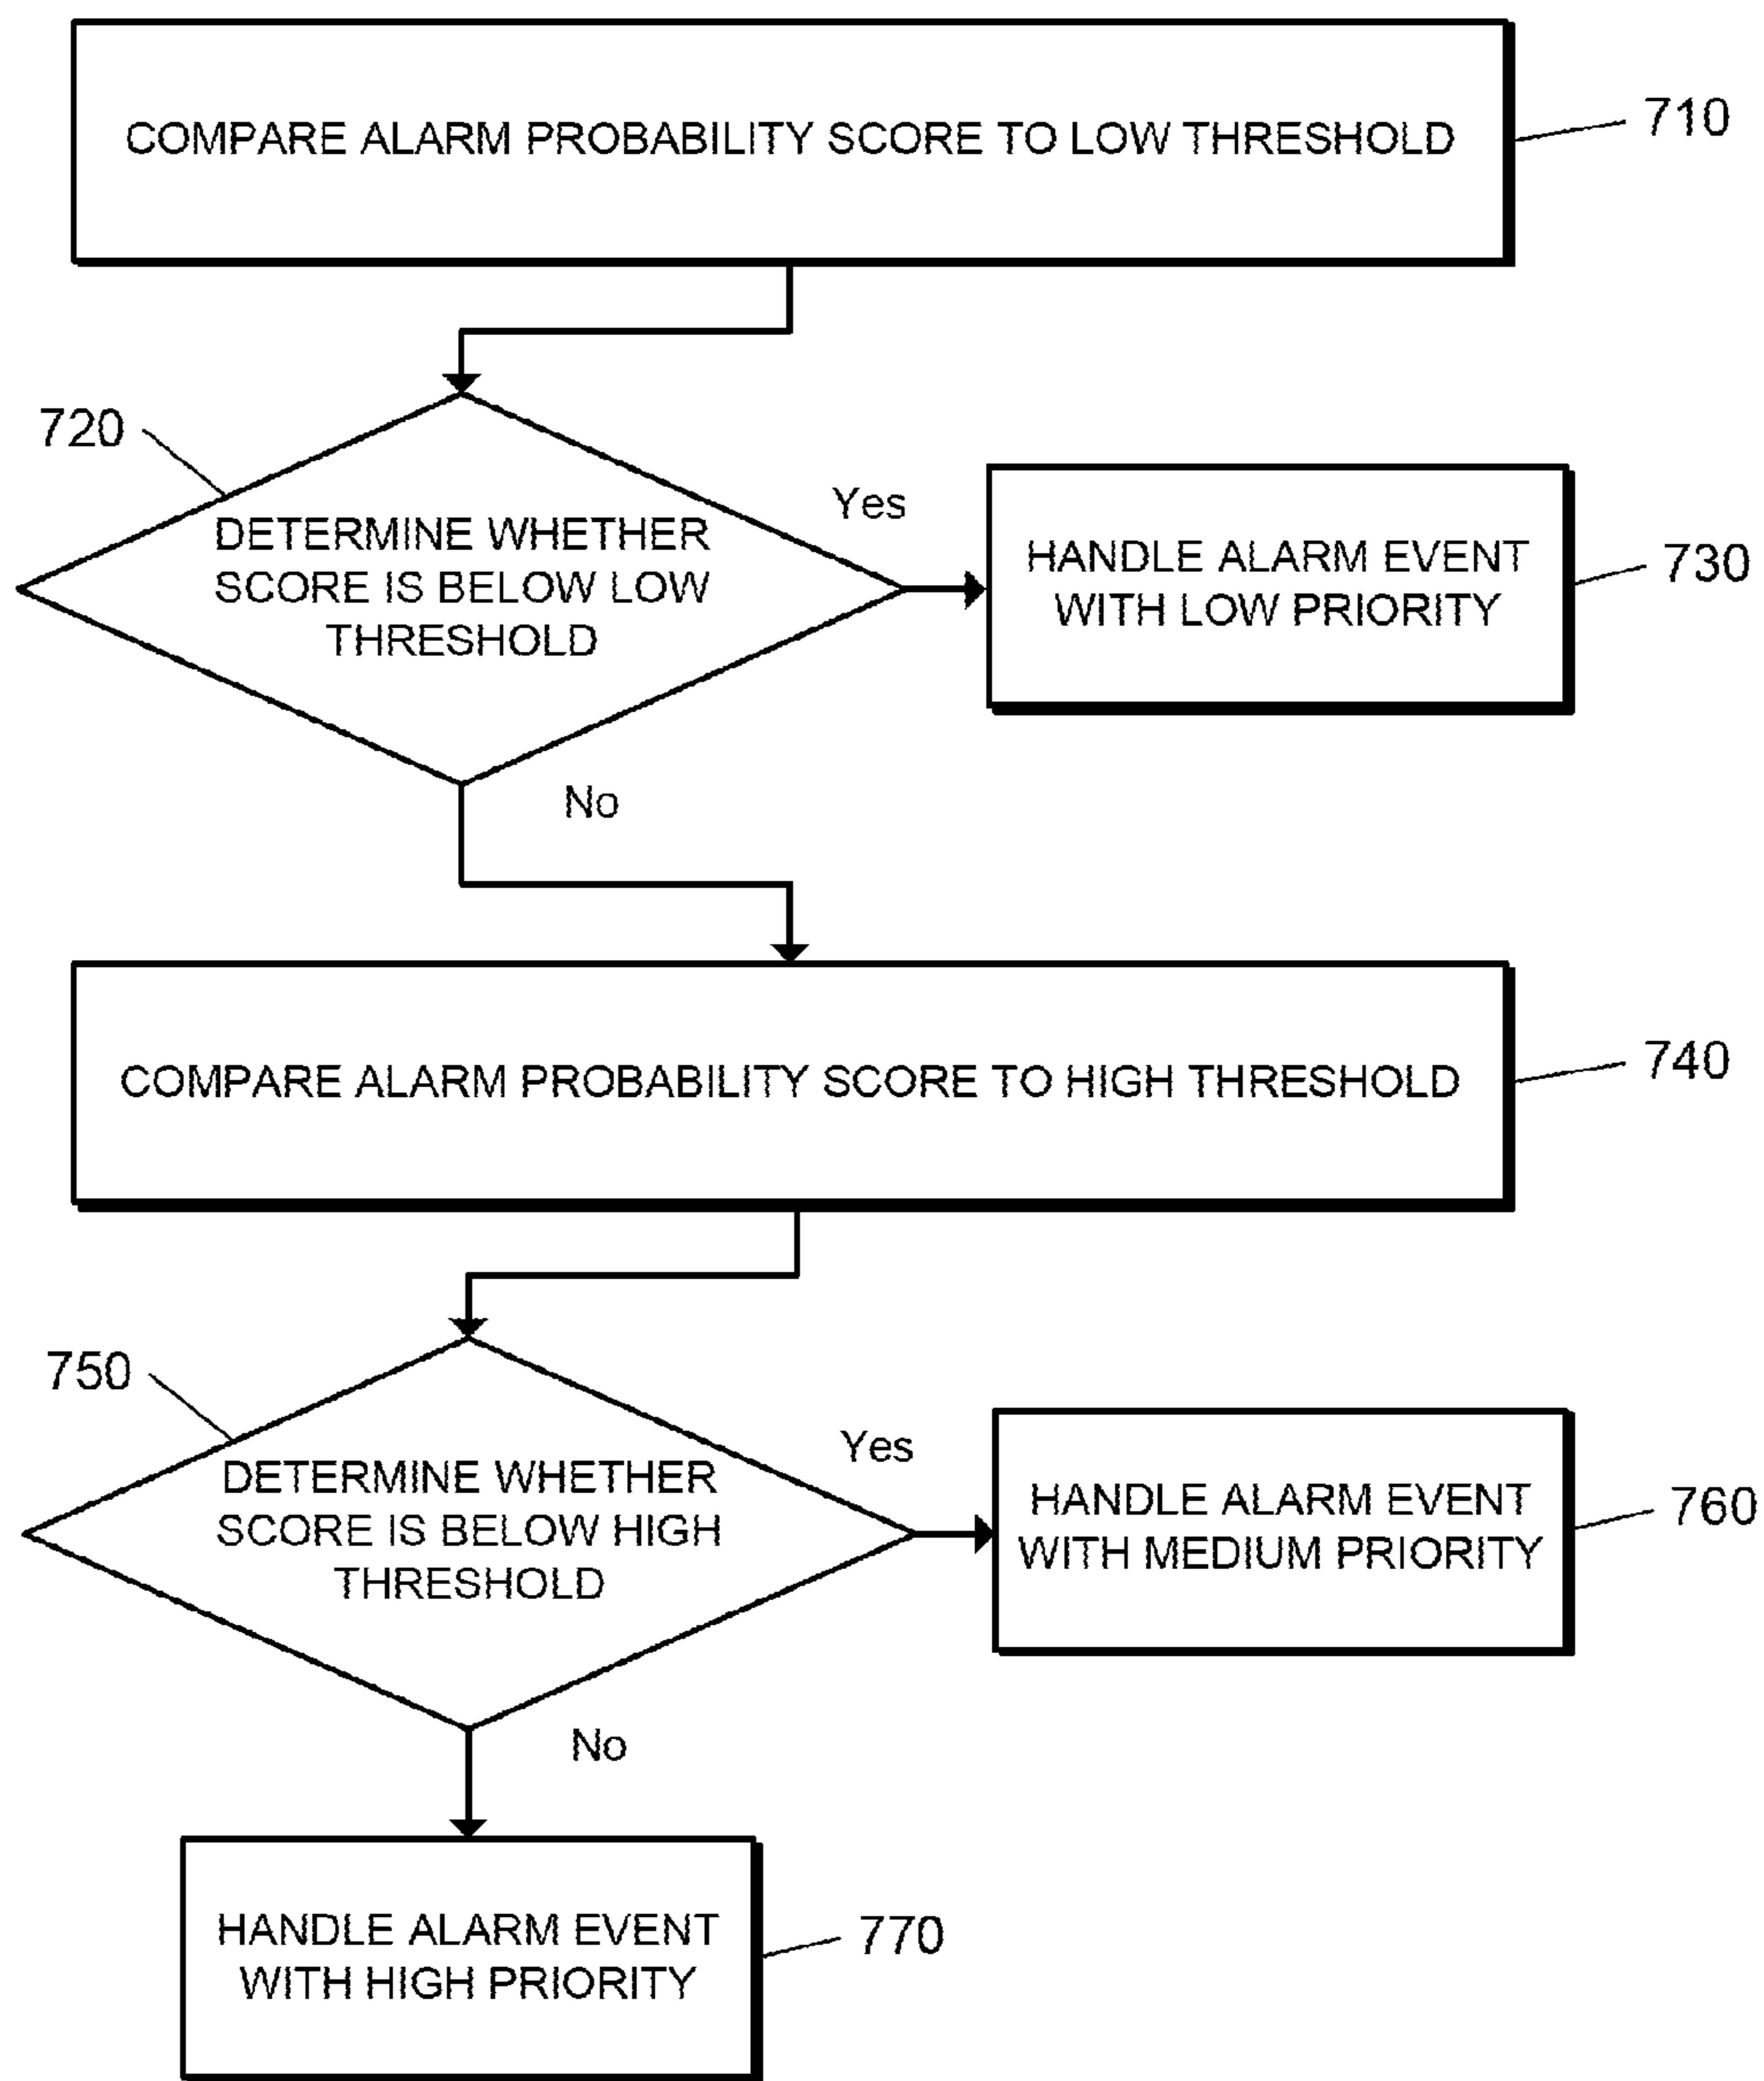 COMPARE ALARM PROBABILITY SCORE TO LOW THRESHOLD
710
720
DETERMINE WHETHER
SCORE IS BELOW LOW
THRESHOLD
Yes
HANDLE ALARM EVENT
WITH LOW PRIORITY
730
No
COMPARE ALARM PROBABILITY SCORE TO HIGH THRESHOLD
740
750
DETERMINE WHETHER
SCORE IS BELOW HIGH
THRESHOLD
Yes
HANDLE ALARM EVENT
WITH MEDIUM PRIORITY
760
No
HANDLE ALARM EVENT
WITH HIGH PRIORITY
770